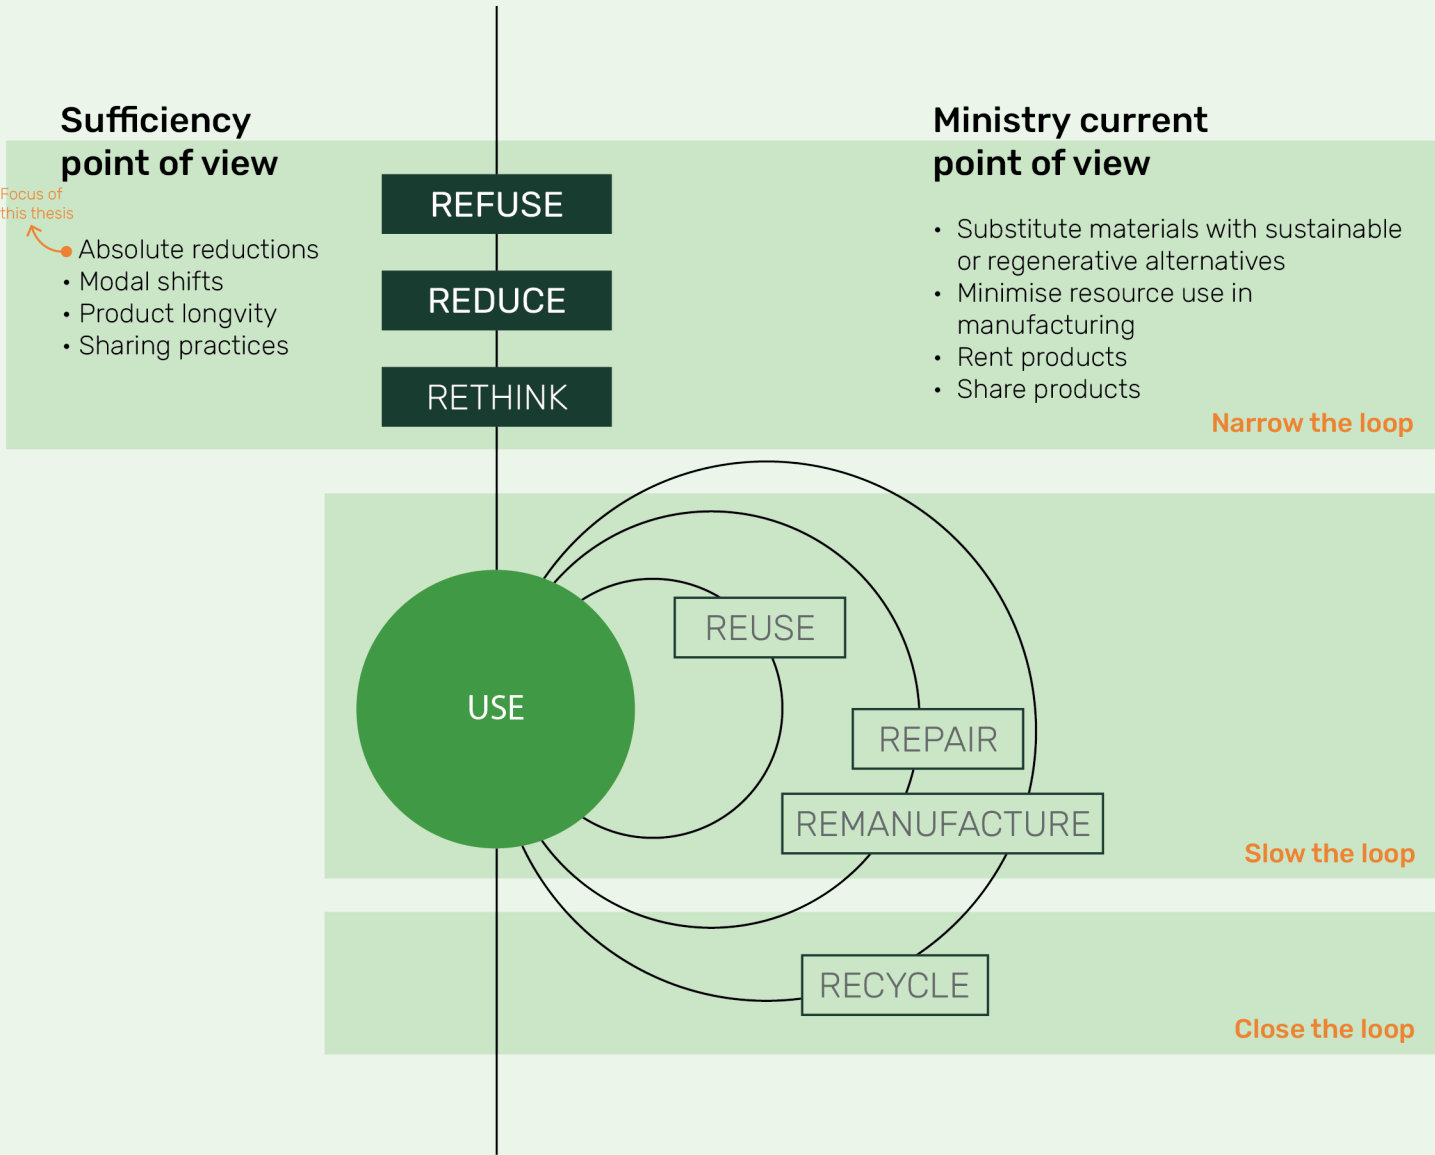 Sufficiency
point of view
Focus of
this thesis
Absolute reductions
• Modal shifts
• Product longvity
• Sharing practices
REFUSE
REDUCE
RETHINK
Ministry current
point of view
• Substitute materials with sustainable
or regenerative alternatives
• Minimise resource use in
manufacturing
• Rent products
• Share products
Narrow the loop
USE
REUSE
REPAIR
REMANUFACTURE
Slow the loop
RECYCLE
Close the loop